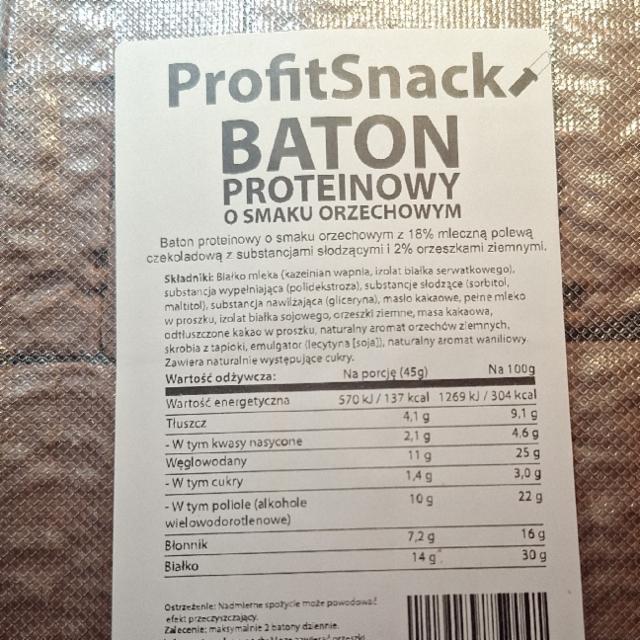 ProfitSnack
BATON
PROTEINOWY
O SMAKU ORZECHOWYM
Baton proteinowy o smaku orzechowym z 18% mleczną polewą
czekoladową z substancjami słodzącymi i 2% orzeszkami ziemnymi.
Składniki: Białko mleka (kazeinian wapnia, izolat białka serwatkowego),
substancja wypełniająca (polidekstroza), substancje słodzące (sorbitol,
maltitol), substancja nawilżająca (gliceryna), masło kakaowe, pełne mleko
w proszku, izolat białka sojowego, orzeszki ziemne, masa kakaowa,
odtłuszczone kakao w proszku, naturalny aromat orzechów ziemnych,
skrobia z tapioki, emulgator (lecytyna [soja]), naturalny aromat waniliowy.
Zawiera naturalnie występujące cukry.
Wartość odżywcza: Na porcję (45g) Na 100g
Wartość energetyczna 570 kJ / 137 kcal 1269 kJ / 304 kcal
Tłuszcz 4,1 g 9.1 g
- W tym kwasy nasycone 2,1 g 4,6 g
Węglowodany 11 g 25 g
- W tym cukry 1,4 g 3,0 g
- W tym poliole (alkohole 10 g 22 g
wielowodorotlenowe)
Błonnik 7,2 g 16 g
Białko 14 g 30 g
Ostrzeżenie: Nadmierne spożycie może powodować
efekt przeczyszczający.
Zalecenie: maksymalnie 2 batony dziennie.